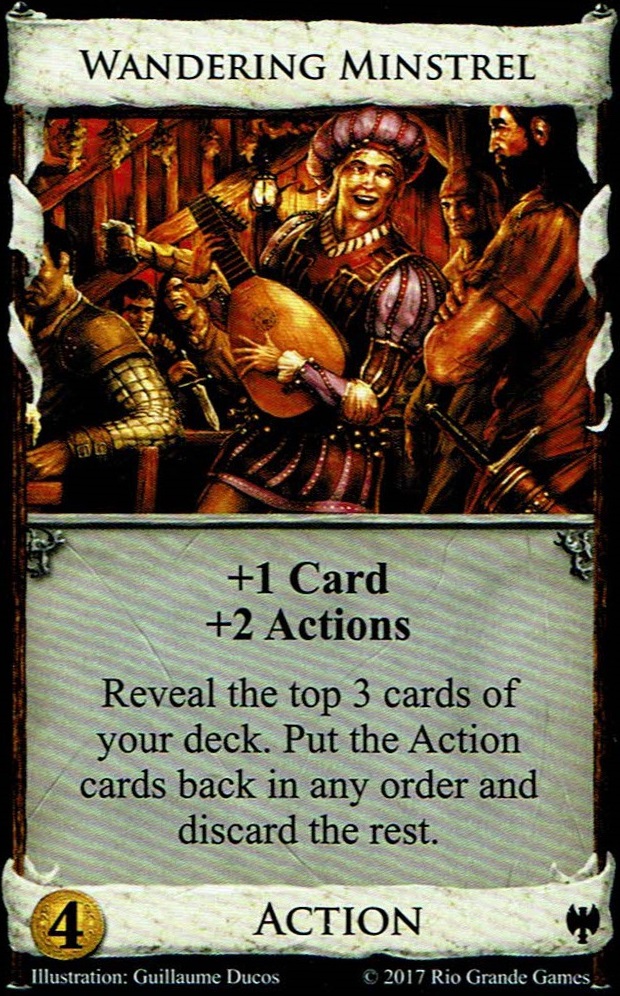 WANDERING MINSTREL
+1 Card
+2 Actions
Reveal the top 3 cards of
your deck. Put the Action
cards back in any order and
discard the rest.
4
ACTION
Illustration: Guillaume Ducos
© 2017 Rio Grande Games